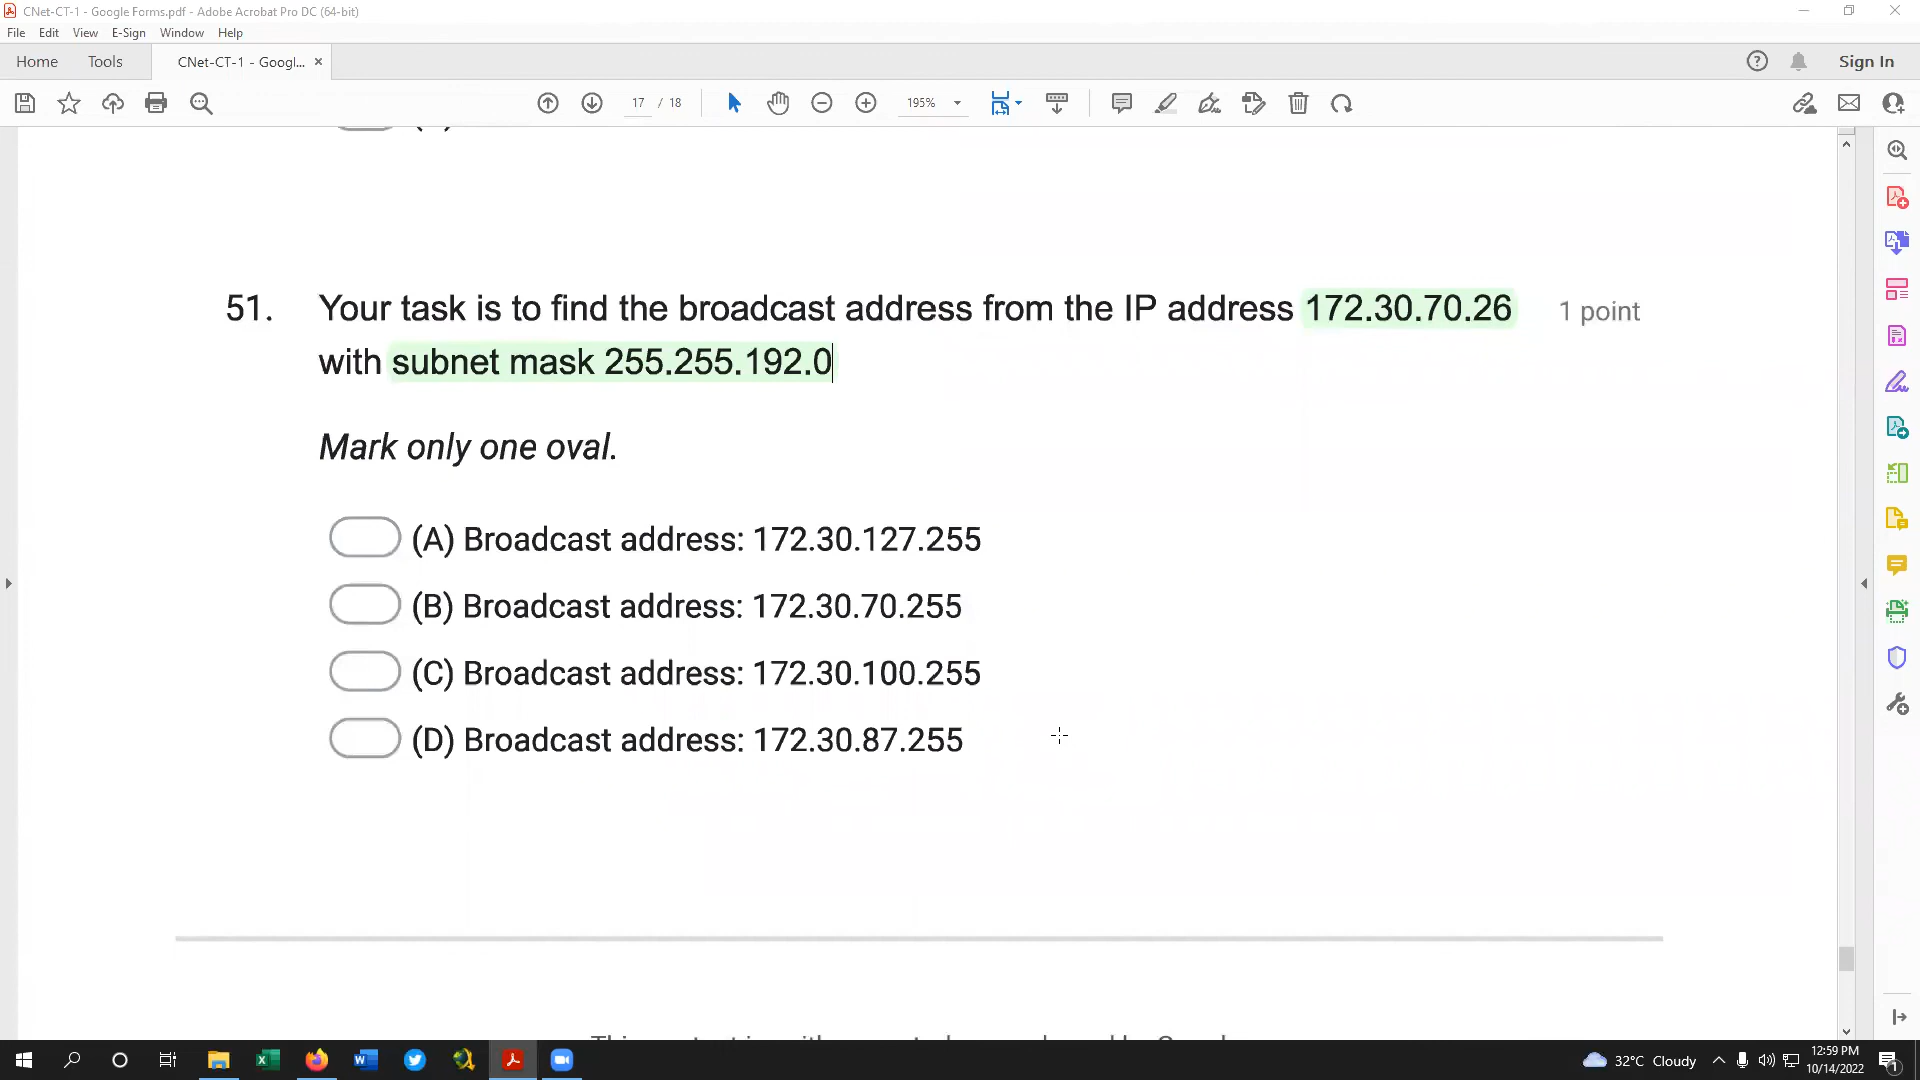 CNet-CT-1 - Google Forms.pdf - Adobe Acrobat Pro DC (64-bit)
File Edit View E-Sign Window Help
Home Tools CNet-CT-1 - Googl... × Sign In
17 / 18 195%
51. Your task is to find the broadcast address from the IP address 172.30.70.26 1 point
with subnet mask 255.255.192.0
Mark only one oval.
(A) Broadcast address: 172.30.127.255
(B) Broadcast address: 172.30.70.255
(C) Broadcast address: 172.30.100.255
(D) Broadcast address: 172.30.87.255
32°C Cloudy 12:59 PM
10/14/2022